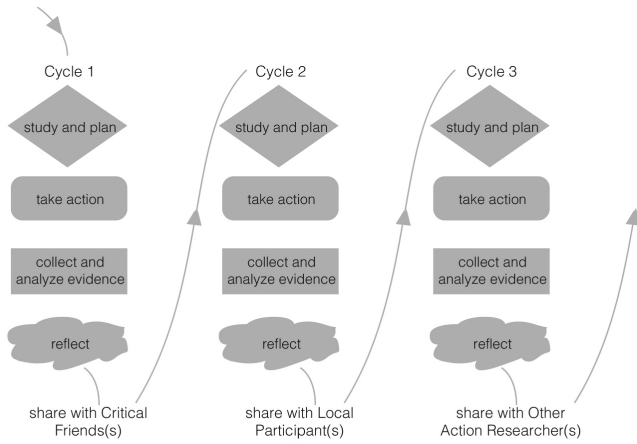 Cycle 1
study and plan
take action
collect and
analyze evidence
reflect
share with Critical
Friends(s)
Cycle 2
study and plan
take action
collect and
analyze evidence
reflect
share with Local
Participant(s)
Cycle 3
study and plan
take action
collect and
analyze evidence
reflect
share with Other
Action Researcher(s)